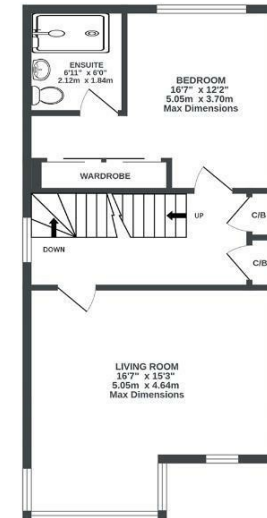 ENSUITE
6'11" x 6'0"
2.12m x 1.84m
BEDROOM
16'7" x 12'2"
5.05m x 3.70m
Max Dimensions
WARDROBE
UP
C/B
DOWN
C/B
LIVING ROOM
16'7" x 15'3"
5.05m x 4.64m
Max Dimensions